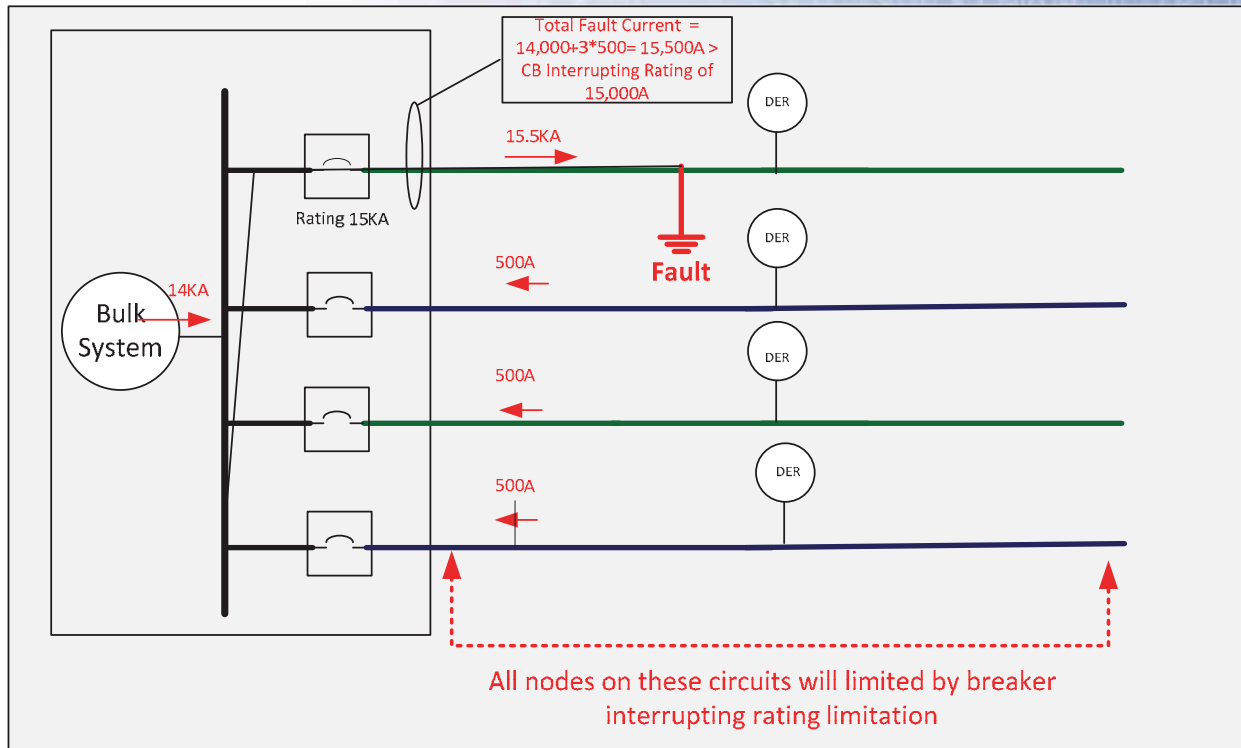 Total Fault Current =
14,000+3*500= 15,500A >
CB Interrupting Rating of
15,000A
DER
15.5KA
Rating 15KA
DER
500A
Fault
14KA
Bulk
System
DER
500A
DER
500A
All nodes on these circuits will limited by breaker
interrupting rating limitation